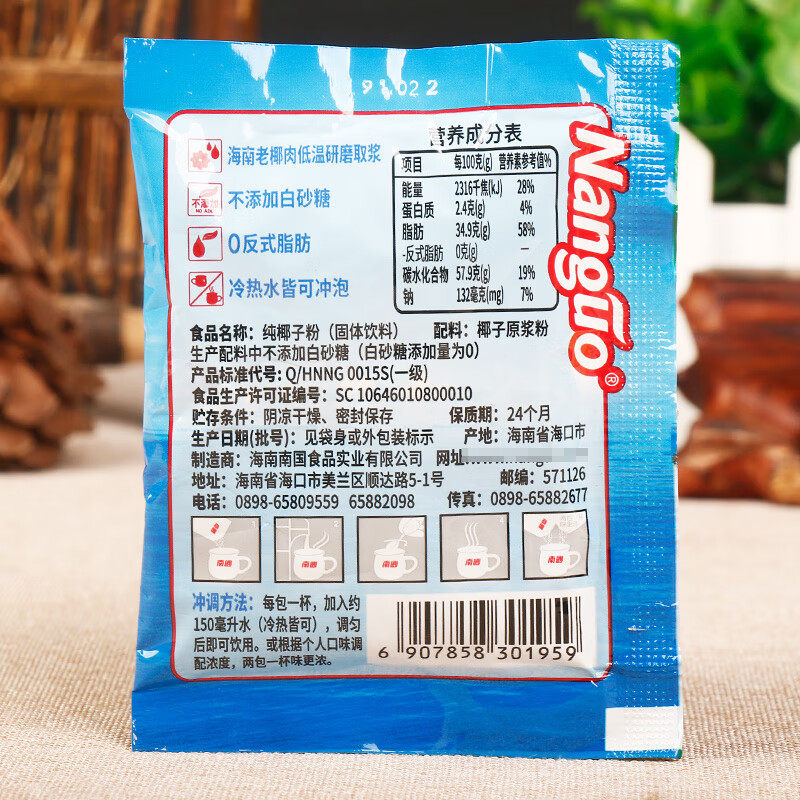 91022
Nanguo®
海南老椰肉低温研磨取浆
不添加
NO ADD
不添加白砂糖
0反式脂肪
冷热水皆可冲泡
营养成分表
项目 每100克(g) 营养素参考值%
能量 2316千焦(kJ) 28%
蛋白质 2.4克(g) 4%
脂肪 34.9克(g) 58%
-反式脂肪 0克(g) —
碳水化合物 57.9克(g) 19%
钠 132毫克(mg) 7%
食品名称：纯椰子粉（固体饮料） 配料：椰子原浆粉
生产配料中不添加白砂糖（白砂糖添加量为0）
产品标准代号：Q/HNNG 0015S(一级)
食品生产许可证编号：SC 10646010800010
贮存条件：阴凉干燥、密封保存 保质期：24个月
生产日期(批号)：见袋身或外包装标示 产地：海南省海口市
制造商：海南南国食品实业有限公司 网址
地址：海南省海口市美兰区顺达路5-1号 邮编：571126
电话：0898-65809559 65882098 传真：0898-65882677
南國 南國 南國 南國
冲调方法：每包一杯，加入约
150毫升水（冷热皆可），调匀
后即可饮用。或根据个人口味调
配浓度，两包一杯味更浓。
6 907858 301959